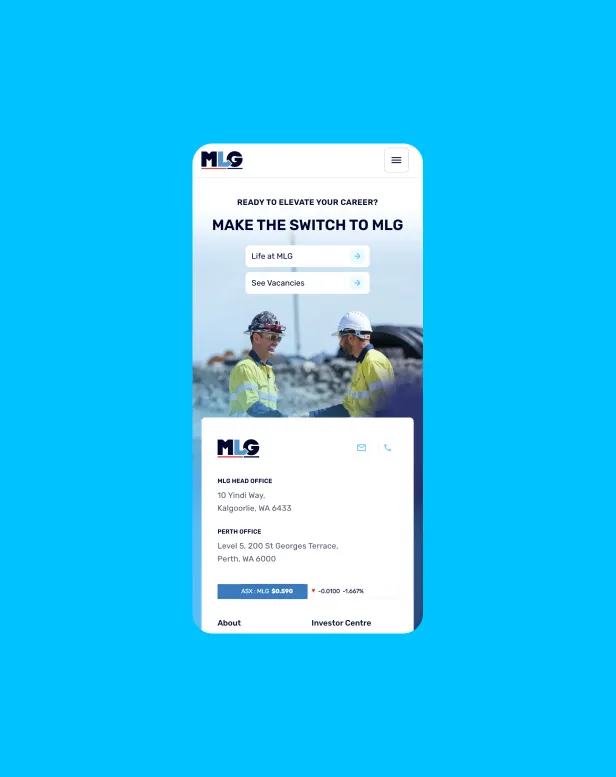 MLG
READY TO ELEVATE YOUR CAREER?
MAKE THE SWITCH TO MLG
Life at MLG
See Vacancies
MLG
MLG HEAD OFFICE
10 Yindi Way,
Kalgoorlie, WA 6433
PERTH OFFICE
Level 5, 200 St Georges Terrace,
Perth, WA 6000
ASX : MLG $0.590 ▼ -0.0100 -1.667%
About Investor Centre